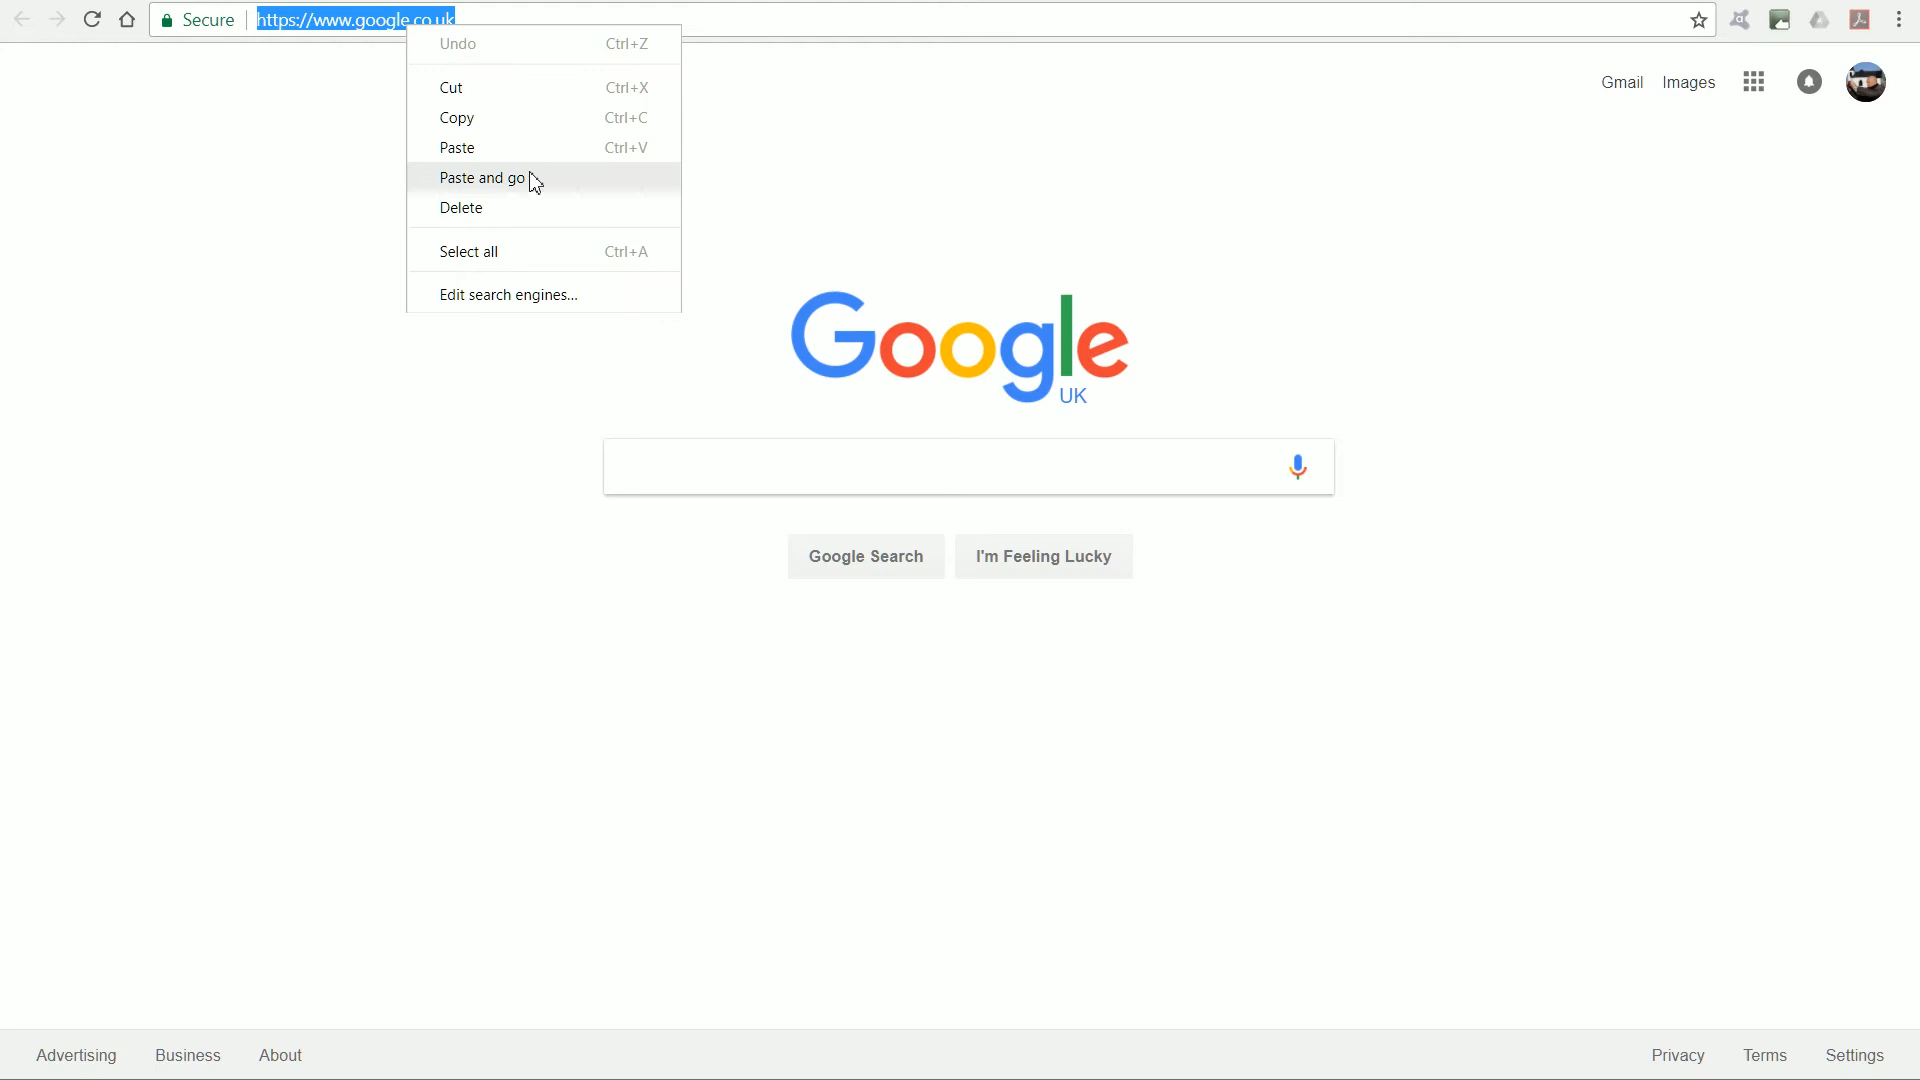 Secure
https://www.google.co.uk
Undo Ctrl+Z
Cut Ctrl+X
Copy Ctrl+C
Paste Ctrl+V
Paste and go
Delete
Select all Ctrl+A
Edit search engines...
Gmail Images
Google
UK
Google Search
I'm Feeling Lucky
Advertising Business About
Privacy Terms Settings